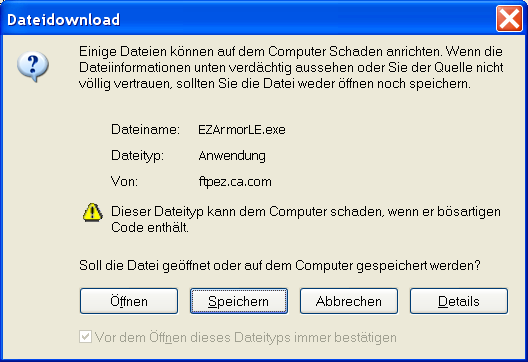 Dateidownload
Einige Dateien können auf dem Computer Schaden anrichten. Wenn die
Dateiinformationen unten verdächtig aussehen oder Sie der Quelle nicht
völlig vertrauen, sollten Sie die Datei weder öffnen noch speichern.
Dateiname: EZArmorLE.exe
Dateityp: Anwendung
Von: ftpez.ca.com
Dieser Dateityp kann dem Computer schaden, wenn er bösartigen
Code enthält.
Soll die Datei geöffnet oder auf dem Computer gespeichert werden?
Öffnen Speichern Abbrechen Details
Vor dem Öffnen dieses Dateityps immer bestätigen